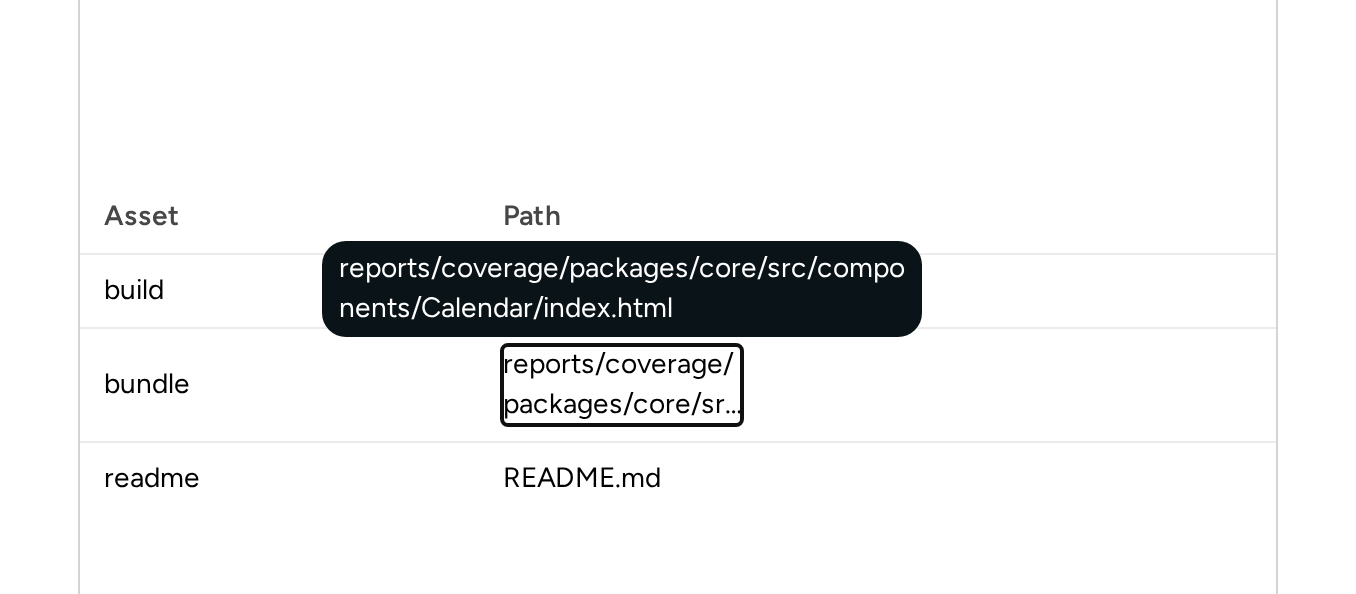 Asset Path
reports/coverage/packages/core/src/compo
build
nents/Calendar/index.html
reports/coverage/
bundle
packages/core/sr...
readme README.md